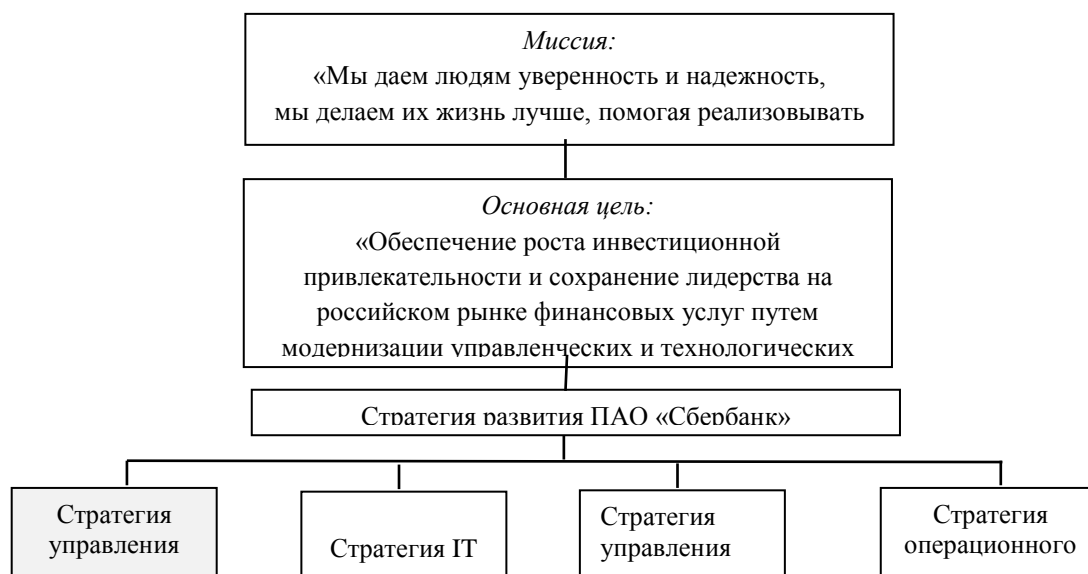 Миссия:
«Мы даем людям уверенность и надежность,
мы делаем их жизнь лучше, помогая реализовывать
Основная цель:
«Обеспечение роста инвестиционной
привлекательности и сохранение лидерства на
российском рынке финансовых услуг путем
модернизации управленческих и технологических
Стратегия развития ПАО «Сбербанк»
Стратегия
управления
Стратегия IT
Стратегия
управления
Стратегия
операционного